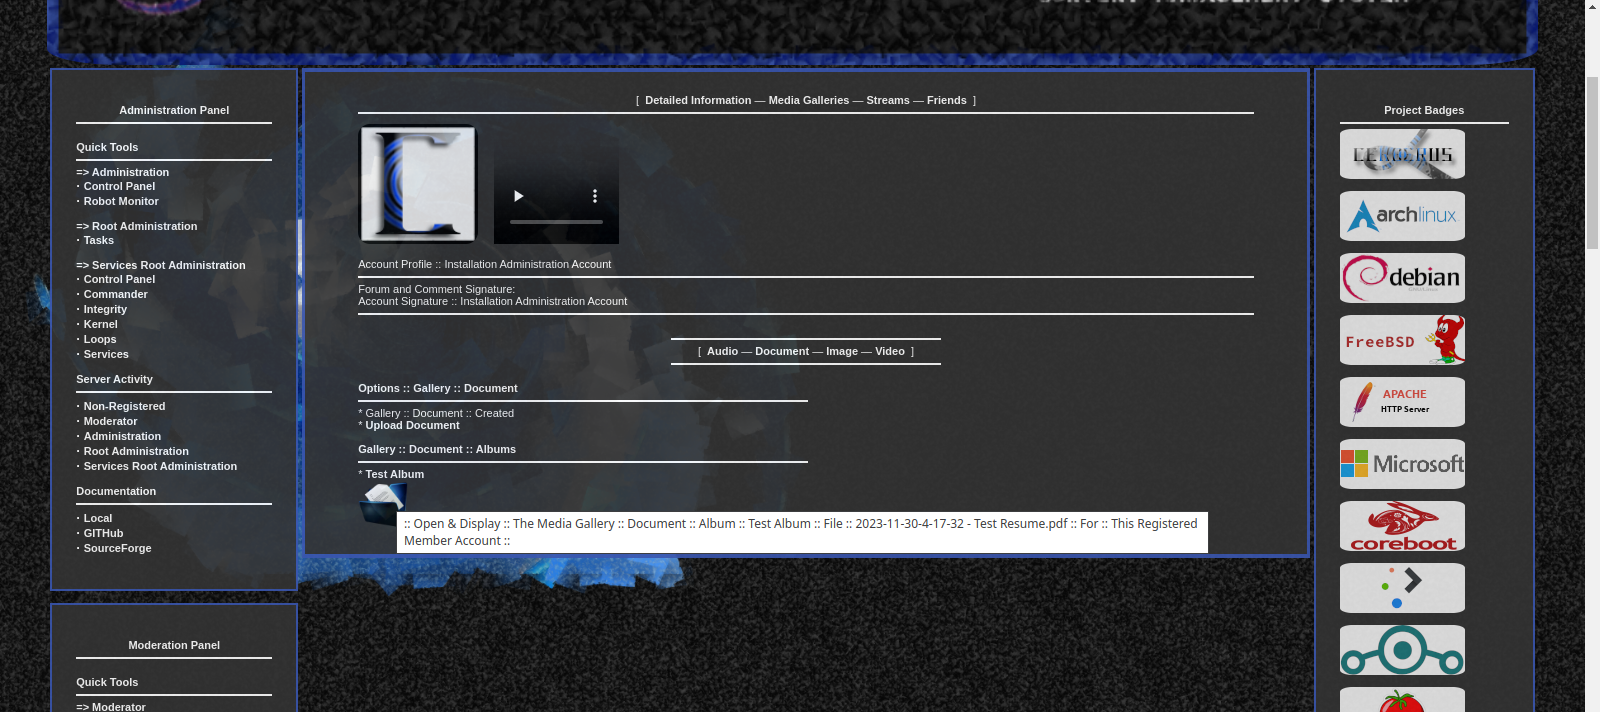 Administration Panel
Quick Tools
=> Administration
· Control Panel
· Robot Monitor
=> Root Administration
· Tasks
=> Services Root Administration
· Control Panel
· Commander
· Integrity
· Kernel
· Loops
· Services
Server Activity
· Non-Registered
· Moderator
· Administration
· Root Administration
· Services Root Administration
Documentation
· Local
· GITHub
· SourceForge
Moderation Panel
Quick Tools
=> Moderator
[ Detailed Information — Media Galleries — Streams — Friends ]
Account Profile :: Installation Administration Account
Forum and Comment Signature:
Account Signature :: Installation Administration Account
[ Audio — Document — Image — Video ]
Options :: Gallery :: Document
* Gallery :: Document :: Created
* Upload Document
Gallery :: Document :: Albums
* Test Album
:: Open & Display :: The Media Gallery :: Document :: Album :: Test Album :: File :: 2023-11-30-4-17-32 - Test Resume.pdf :: For :: This Registered
Member Account ::
Project Badges
CERBERUS
archlinux
debian
FreeBSD
APACHE
HTTP Server
Microsoft
coreboot